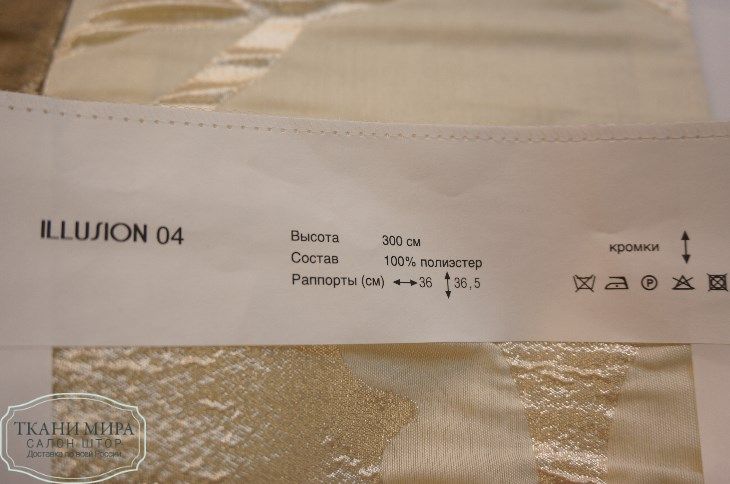 ILLUSION 04
Высота 300 см
Состав 100% полиэстер
Раппорты (см) 36 36,5
кромки
P
ТКАНИ МИРА
САЛОН ШТОР
Доставка по всей России